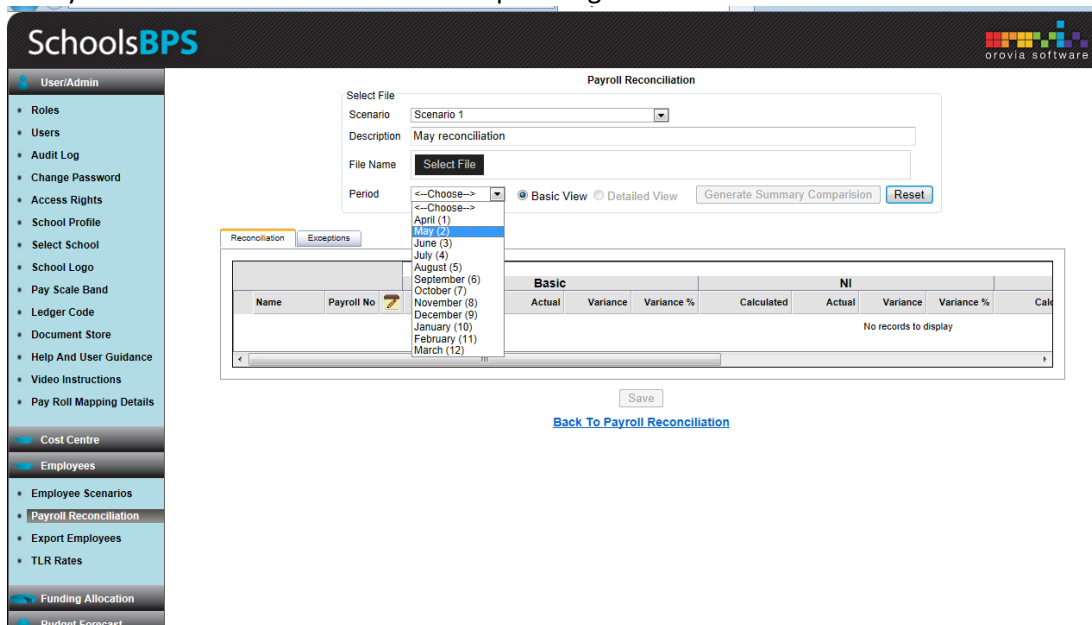 SchoolsBPS
orovia software
User/Admin
Roles
Users
Audit Log
Change Password
Access Rights
School Profile
Select School
School Logo
Pay Scale Band
Ledger Code
Document Store
Help And User Guidance
Video Instructions
Pay Roll Mapping Details
Cost Centre
Employees
Employee Scenarios
Payroll Reconciliation
Export Employees
TLR Rates
Funding Allocation
Budget Forecast
Payroll Reconciliation
Select File
Scenario Scenario 1
Description May reconciliation
File Name Select File
Period <--Choose--> Basic View Detailed View Generate Summary Comparision Reset
<--Choose-->
April (1)
May (2)
June (3)
July (4)
August (5)
September (6)
October (7)
November (8)
December (9)
January (10)
February (11)
March (12)
Reconciliation Exceptions
Basic NI
Name Payroll No Actual Variance Variance % Calculated Actual Variance Variance %
No records to display
Save
Back To Payroll Reconciliation